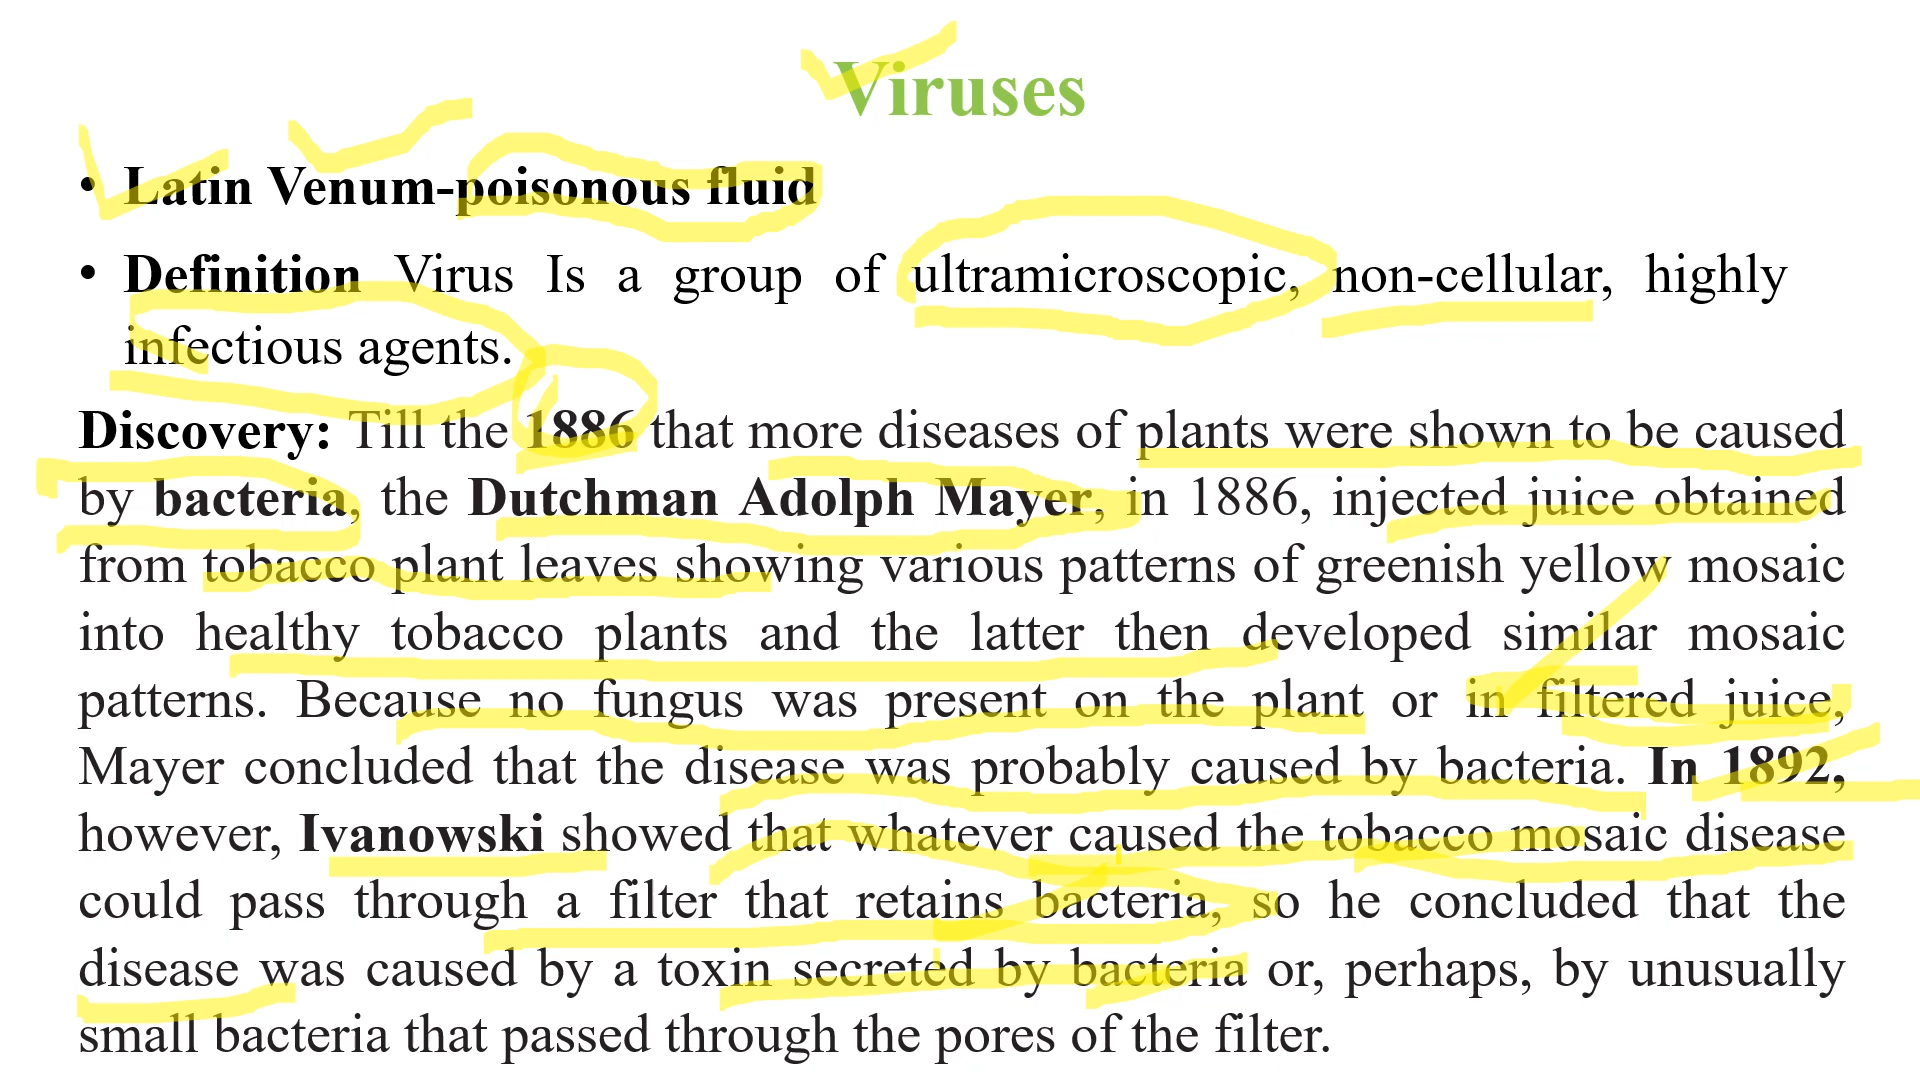 Viruses
• Latin Venum-poisonous fluid
• Definition Virus Is a group of ultramicroscopic, non-cellular, highly
infectious agents.
Discovery: Till the 1886 that more diseases of plants were shown to be caused
by bacteria, the Dutchman Adolph Mayer, in 1886, injected juice obtained
from tobacco plant leaves showing various patterns of greenish yellow mosaic
into healthy tobacco plants and the latter then developed similar mosaic
patterns. Because no fungus was present on the plant or in filtered juice,
Mayer concluded that the disease was probably caused by bacteria. In 1892,
however, Ivanowski showed that whatever caused the tobacco mosaic disease
could pass through a filter that retains bacteria, so he concluded that the
disease was caused by a toxin secreted by bacteria or, perhaps, by unusually
small bacteria that passed through the pores of the filter.